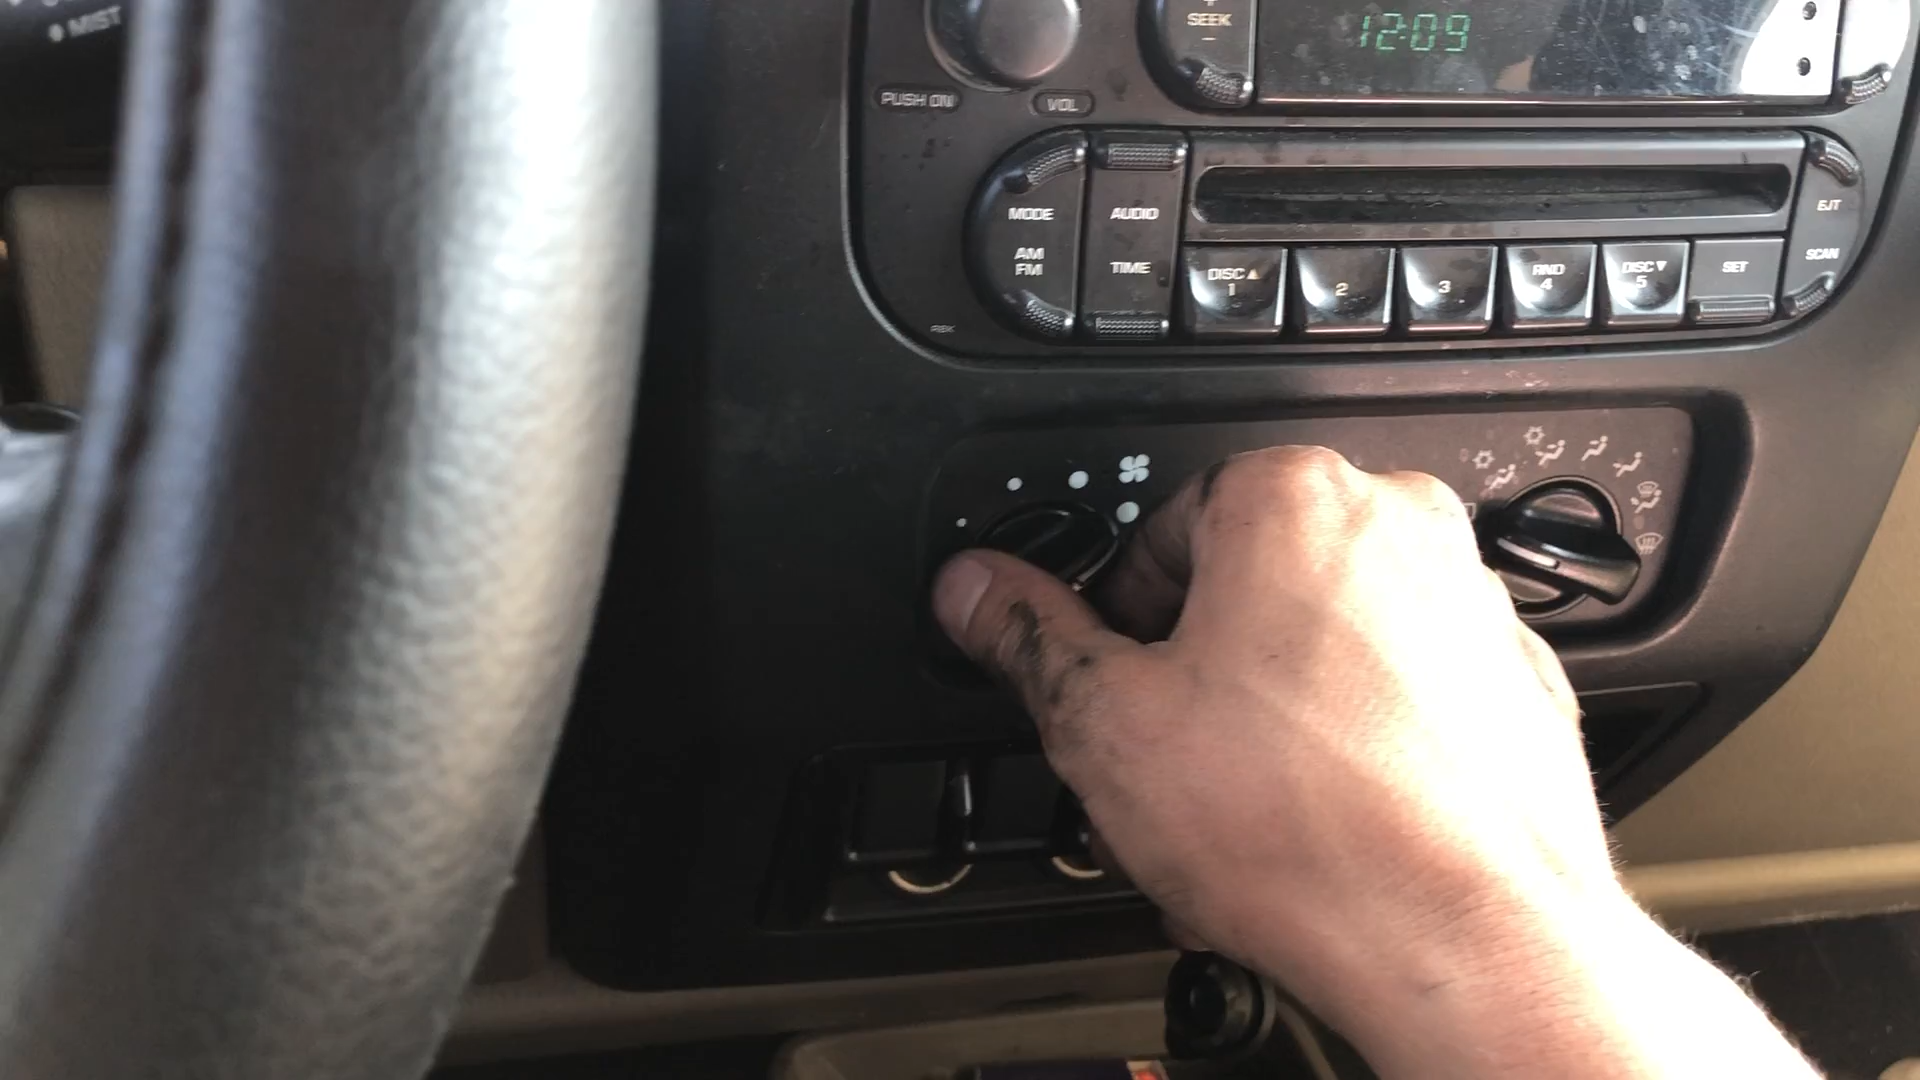 MIST
SEEK
12:09
PUSH ON
VOL
MODE
AUDIO
EJT
AM
FM
TIME
DISC▲
1
2
3
RND
4
DISC▼
5
SET
SCAN
RBK